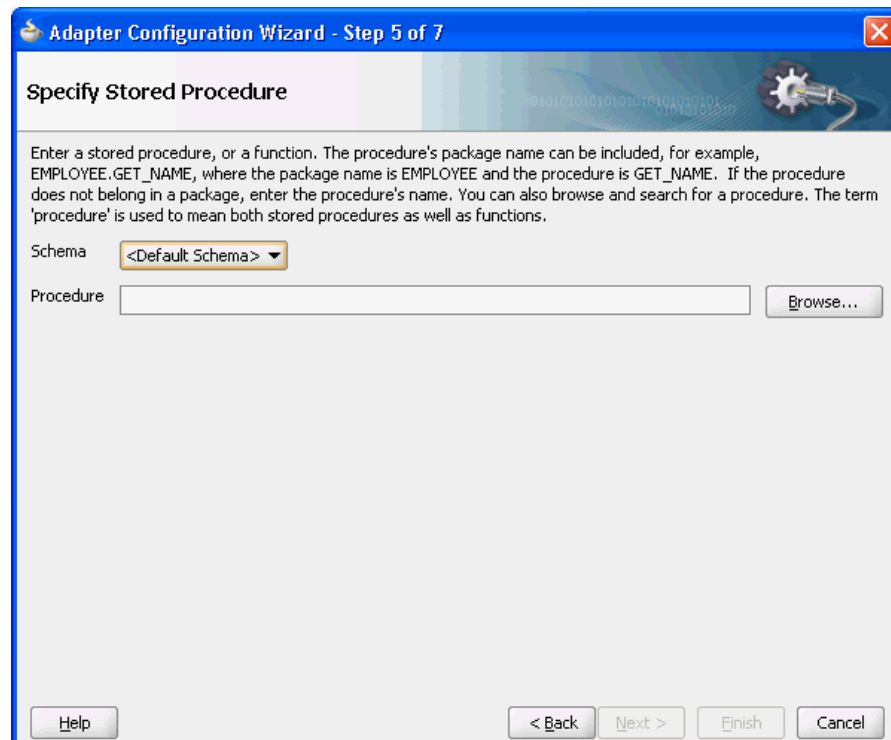 Adapter Configuration Wizard - Step 5 of 7
Specify Stored Procedure
Enter a stored procedure, or a function. The procedure's package name can be included, for example,
EMPLOYEE.GET_NAME, where the package name is EMPLOYEE and the procedure is GET_NAME. If the procedure
does not belong in a package, enter the procedure's name. You can also browse and search for a procedure. The term
'procedure' is used to mean both stored procedures as well as functions.
Schema <Default Schema>
Procedure Browse...
Help < Back Next > Finish Cancel